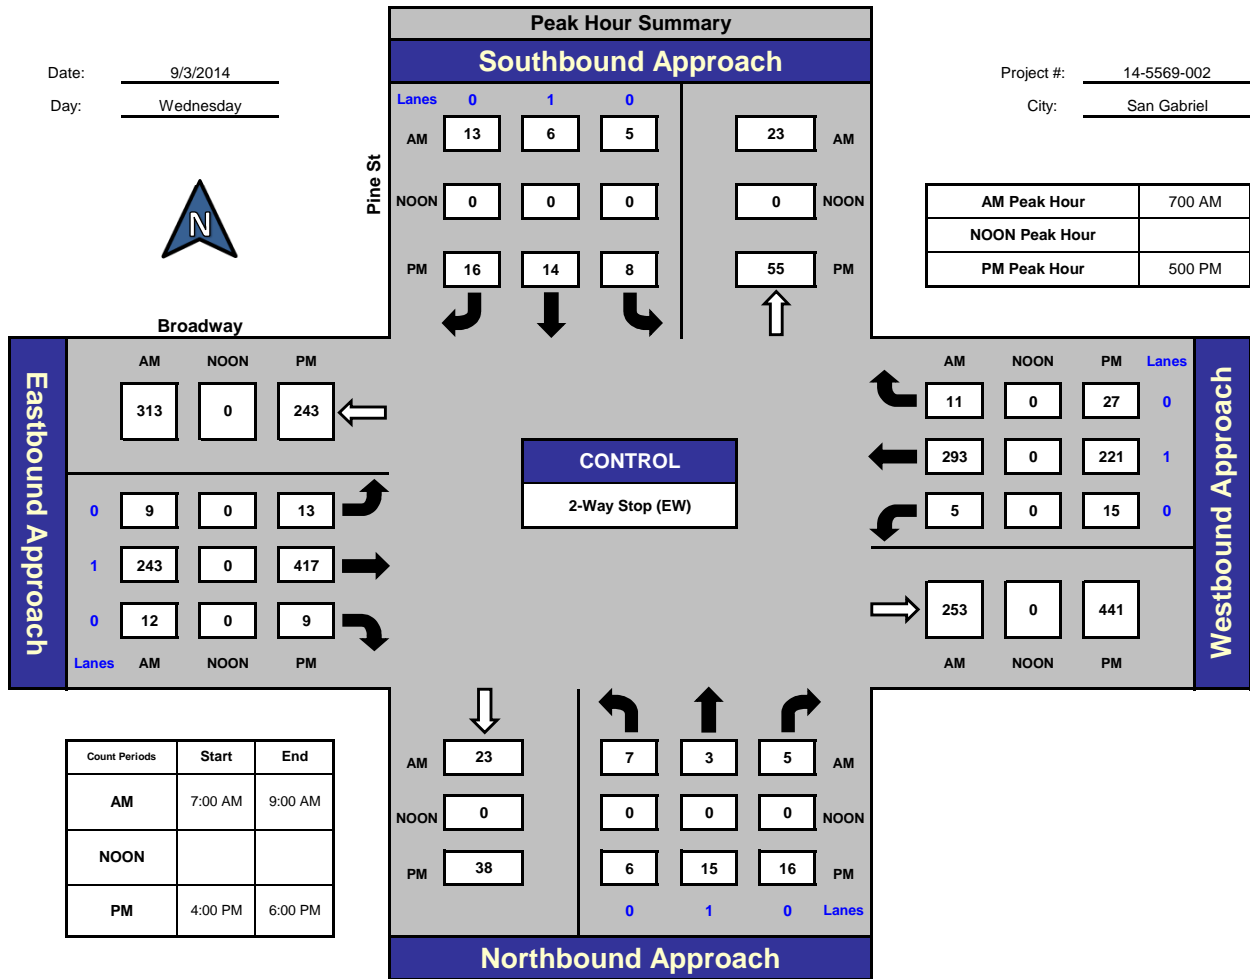 Peak Hour Summary
Southbound Approach
Date: 9/3/2014
Day: Wednesday
Project #: 14-5569-002
City: San Gabriel
Pine St
Lanes 0 1 0
AM 13 6 5 23 AM
NOON 0 0 0 0 NOON
PM 16 14 8 55 PM
N
AM Peak Hour 700 AM
NOON Peak Hour
PM Peak Hour 500 PM
Broadway
Eastbound Approach
AM NOON PM
313 0 243
0 9 0 13
1 243 0 417
0 12 0 9
Lanes AM NOON PM
CONTROL
2-Way Stop (EW)
AM NOON PM Lanes
11 0 27 0
293 0 221 1
5 0 15 0
253 0 441
AM NOON PM
Westbound Approach
Count Periods Start End
AM 7:00 AM 9:00 AM
NOON
PM 4:00 PM 6:00 PM
AM 23 7 3 5 AM
NOON 0 0 0 0 NOON
PM 38 6 15 16 PM
0 1 0 Lanes
Northbound Approach